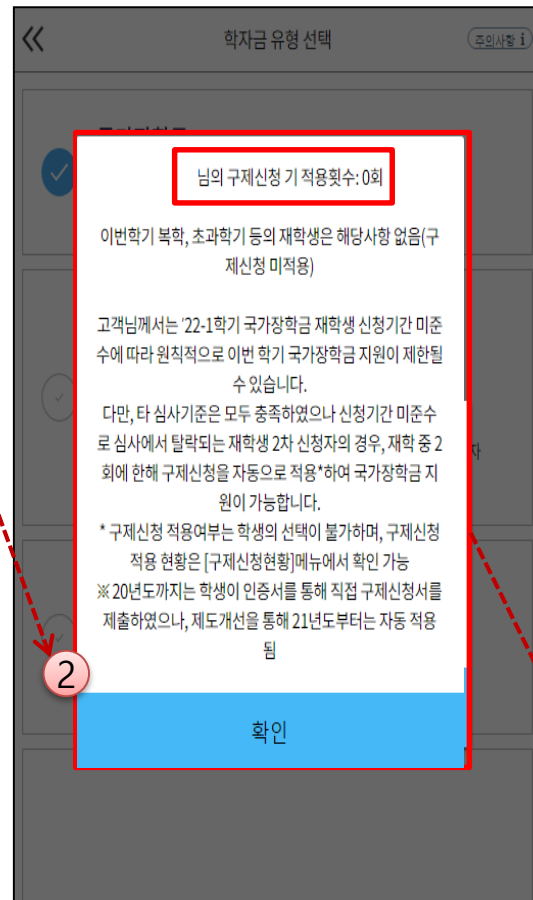 학자금 유형 선택
주의사항 i
님의 구제신청 기 적용횟수: 0회
이번학기 복학, 초과학기 등의 재학생은 해당사항 없음(구
제신청 미적용)
고객님께서는 '22-1학기 국가장학금 재학생 신청기간 미준
수에 따라 원칙적으로 이번 학기 국가장학금 지원이 제한될
수 있습니다.
다만, 타 심사기준은 모두 충족하였으나 신청기간 미준수
로 심사에서 탈락되는 재학생 2차 신청자의 경우, 재학 중 2
회에 한해 구제신청을 자동으로 적용*하여 국가장학금 지
원이 가능합니다.
* 구제신청 적용여부는 학생의 선택이 불가하며, 구제신청
적용 현황은 [구제신청현황]메뉴에서 확인 가능
※ 20년도까지는 학생이 인증서를 통해 직접 구제신청서를
제출하였으나, 제도개선을 통해 21년도부터는 자동 적용
됨
2
확인